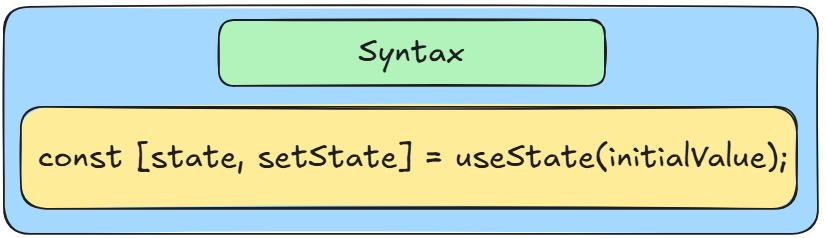 Syntax
const [state, setState] = useState(initialValue);